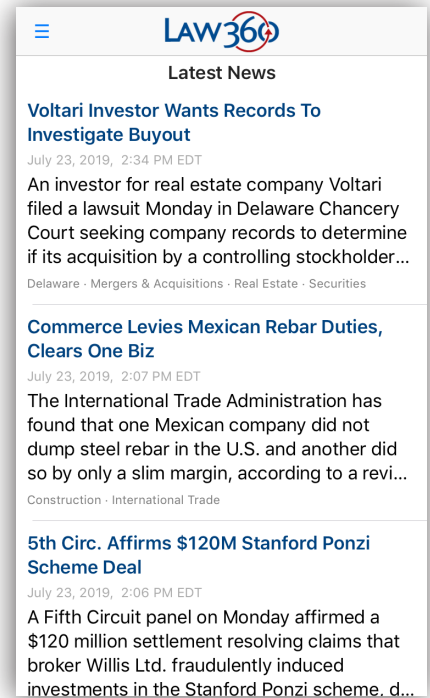 LAW360
Latest News
Voltari Investor Wants Records To
Investigate Buyout
July 23, 2019, 2:34 PM EDT
An investor for real estate company Voltari
filed a lawsuit Monday in Delaware Chancery
Court seeking company records to determine
if its acquisition by a controlling stockholder...
Delaware · Mergers & Acquisitions · Real Estate · Securities
Commerce Levies Mexican Rebar Duties,
Clears One Biz
July 23, 2019, 2:07 PM EDT
The International Trade Administration has
found that one Mexican company did not
dump steel rebar in the U.S. and another did
so by only a slim margin, according to a revi...
Construction · International Trade
5th Circ. Affirms $120M Stanford Ponzi
Scheme Deal
July 23, 2019, 2:06 PM EDT
A Fifth Circuit panel on Monday affirmed a
$120 million settlement resolving claims that
broker Willis Ltd. fraudulently induced
investments in the Stanford Ponzi scheme, d...